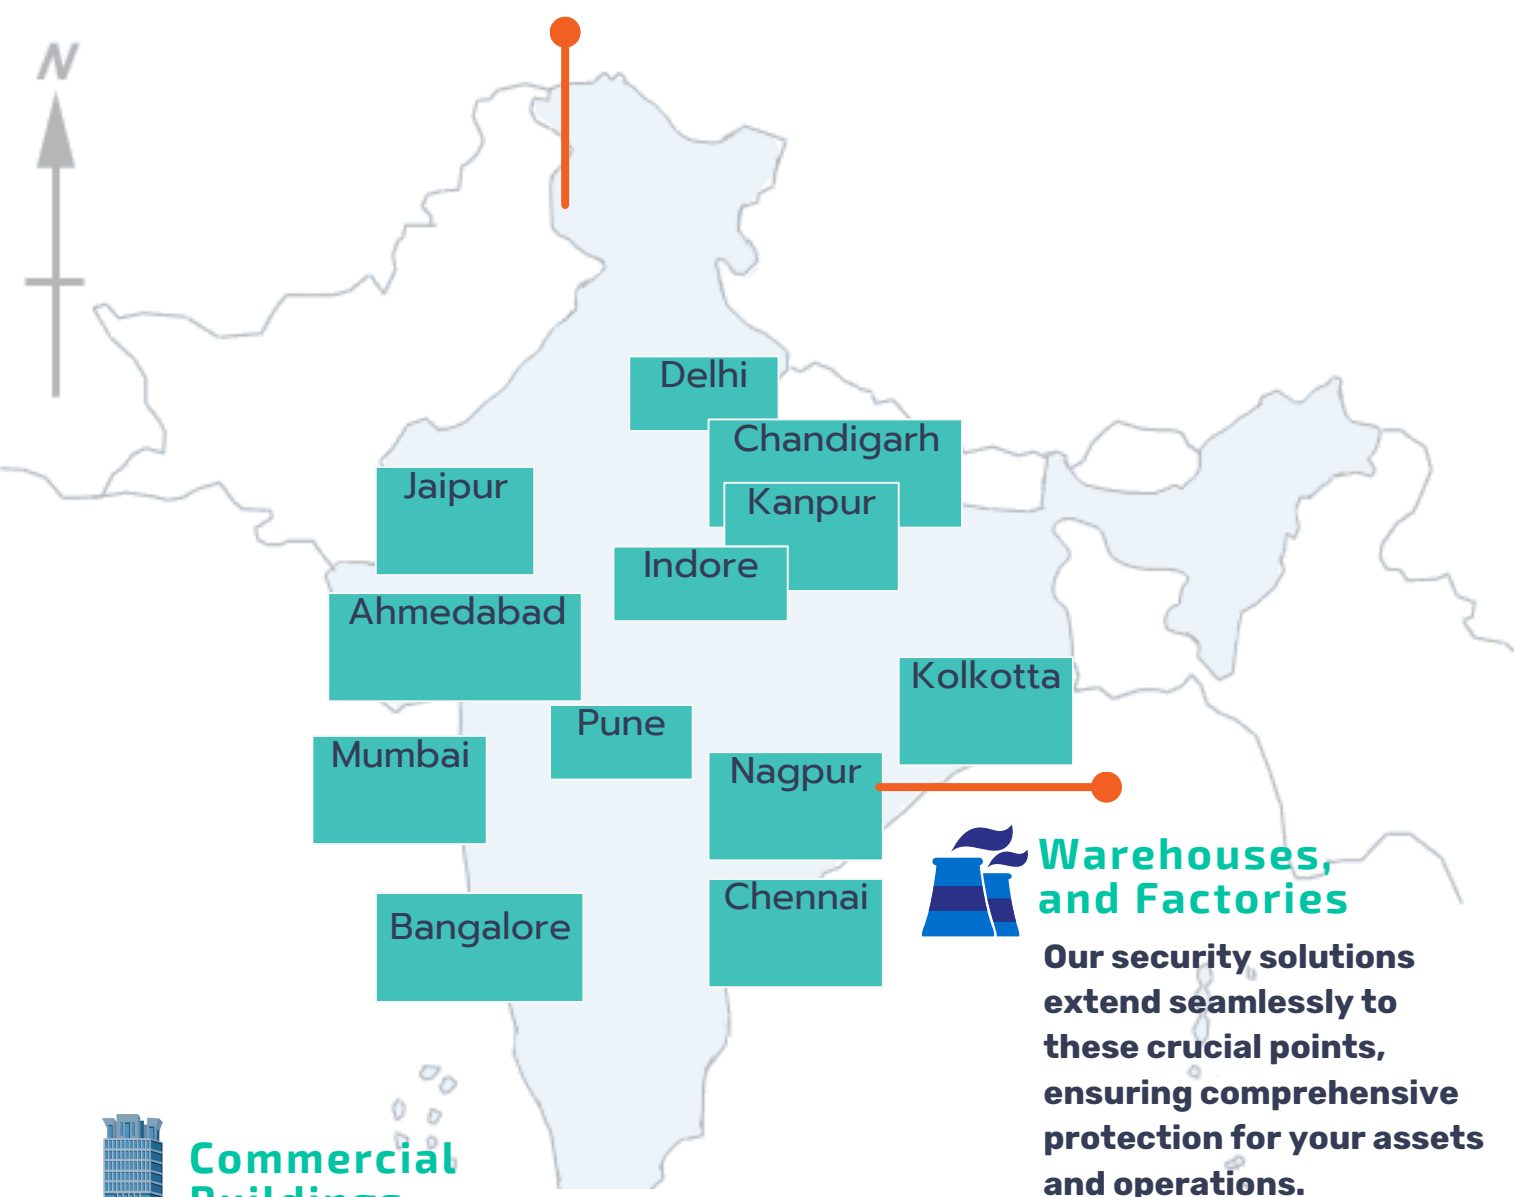 N
Delhi
Chandigarh
Jaipur
Kanpur
Indore
Ahmedabad
Kolkotta
Pune
Mumbai
Nagpur
Warehouses,
and Factories
Chennai
Bangalore
Our security solutions
extend seamlessly to
these crucial points,
ensuring comprehensive
protection for your assets
and operations.
Commercial
Buildings